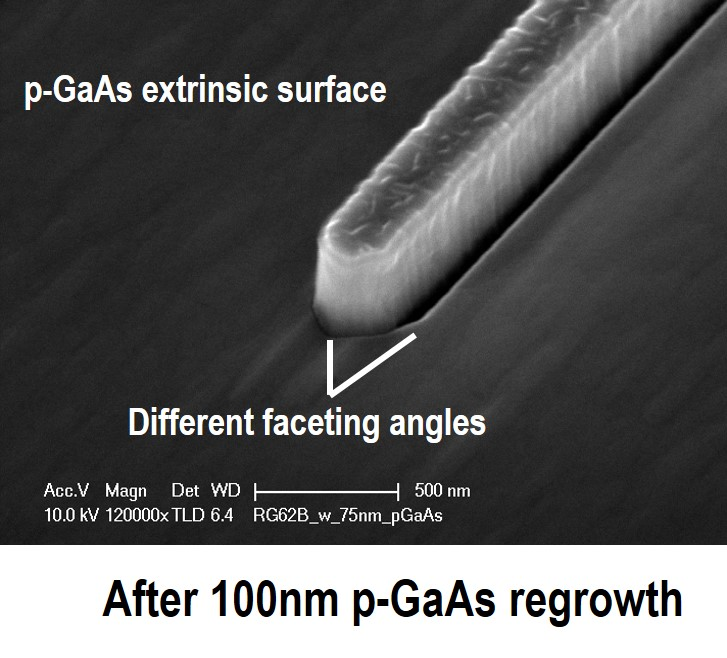 p-GaAs extrinsic surface
Different faceting angles
Acc.V Magn Det WD 500 nm
10.0 kV 120000x TLD 6.4 RG62B_w_75nm_pGaAs
After 100nm p-GaAs regrowth